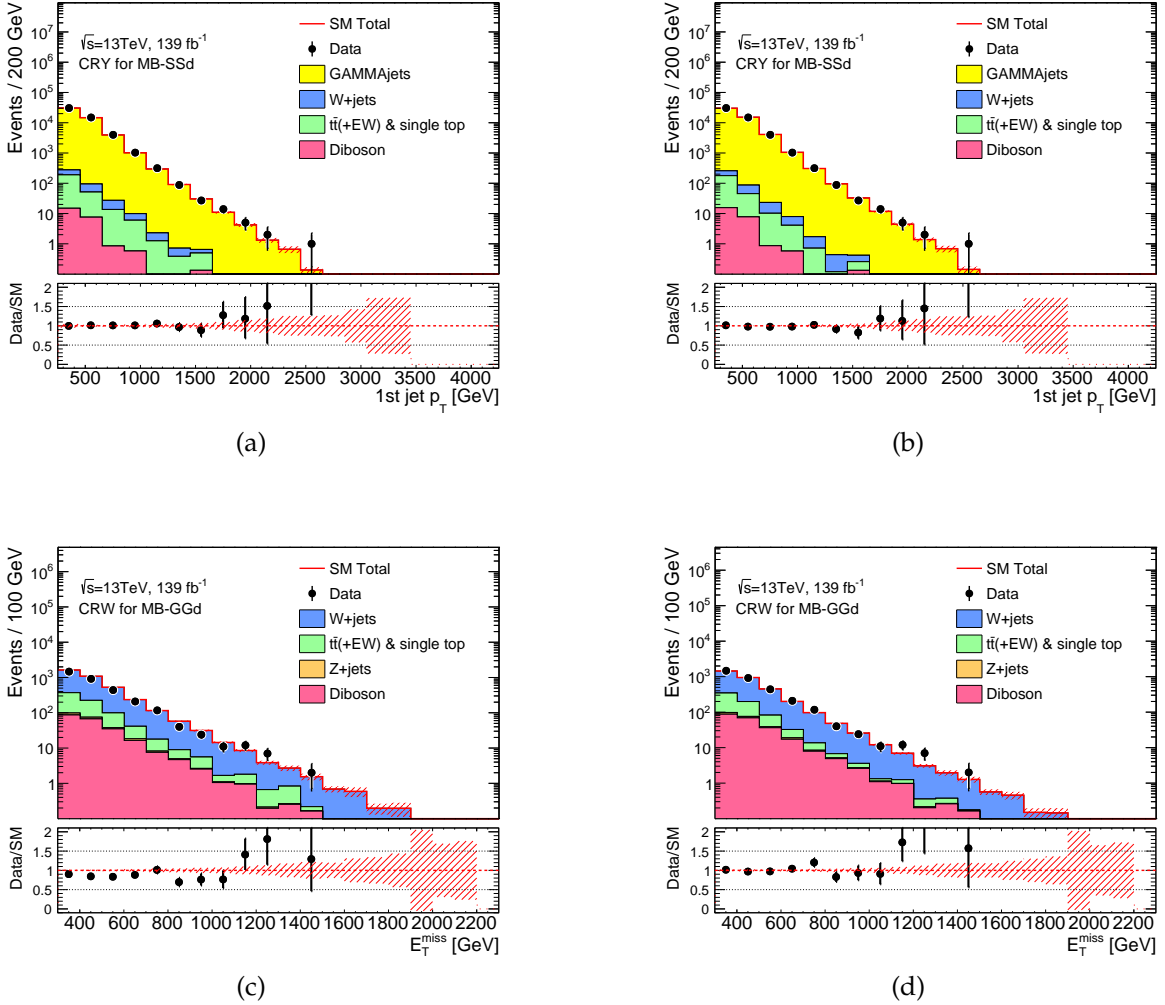 Events / 200 GeV
10⁷
10⁶
10⁵
10⁴
10³
10²
10
1
√s=13TeV, 139 fb⁻¹
CRY for MB-SSd
SM Total
Data
GAMMAjets
W+jets
tt̄(+EW) & single top
Diboson
Data/SM
2
1.5
1
0.5
0
500 1000 1500 2000 2500 3000 3500 4000
1st jet p_T [GeV]
(a)
Events / 200 GeV
10⁷
10⁶
10⁵
10⁴
10³
10²
10
1
√s=13TeV, 139 fb⁻¹
CRY for MB-SSd
SM Total
Data
GAMMAjets
W+jets
tt̄(+EW) & single top
Diboson
Data/SM
2
1.5
1
0.5
0
500 1000 1500 2000 2500 3000 3500 4000
1st jet p_T [GeV]
(b)
Events / 100 GeV
10⁶
10⁵
10⁴
10³
10²
10
1
√s=13TeV, 139 fb⁻¹
CRW for MB-GGd
SM Total
Data
W+jets
tt̄(+EW) & single top
Z+jets
Diboson
Data/SM
2
1.5
1
0.5
0
400 600 800 1000 1200 1400 1600 1800 2000 2200
E_T^miss [GeV]
(c)
Events / 100 GeV
10⁶
10⁵
10⁴
10³
10²
10
1
√s=13TeV, 139 fb⁻¹
CRW for MB-GGd
SM Total
Data
W+jets
tt̄(+EW) & single top
Z+jets
Diboson
Data/SM
2
1.5
1
0.5
0
400 600 800 1000 1200 1400 1600 1800 2000 2200
E_T^miss [GeV]
(d)